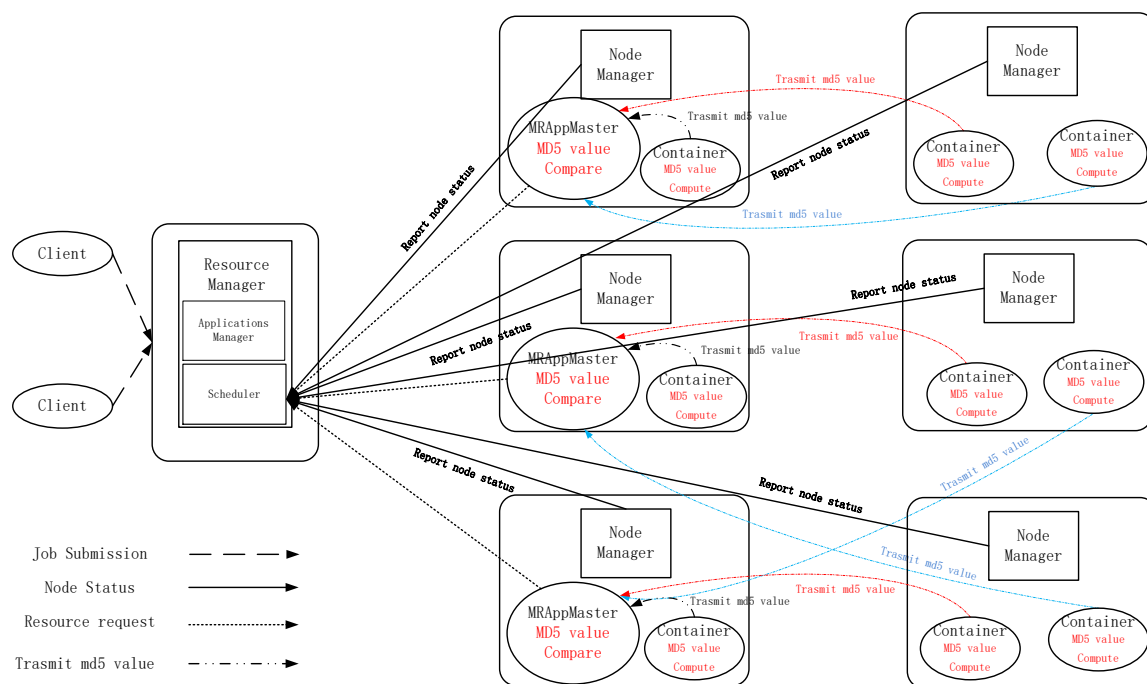 Client
Client
Resource
Manager
Applications
Manager
Scheduler
Job Submission
Node Status
Resource request
Trasmit md5 value
Node
Manager
MRAppMaster
MD5 value
Compare
Container
MD5 value
Compute
Trasmit md5 value
Report node status
Trasmit md5 value
Report node status
Trasmit md5 value
Node
Manager
Container
MD5 value
Compute
Container
MD5 value
Compute
Node
Manager
MRAppMaster
MD5 value
Compare
Container
MD5 value
Compute
Trasmit md5 value
Report node status
Trasmit md5 value
Report node status
Node
Manager
Container
MD5 value
Compute
Container
MD5 value
Compute
Trasmit md5 value
Report node status
Node
Manager
MRAppMaster
MD5 value
Compare
Container
MD5 value
Compute
Trasmit md5 value
Report node status
Trasmit md5 value
Trasmit md5 value
Node
Manager
Container
MD5 value
Compute
Container
MD5 value
Compute